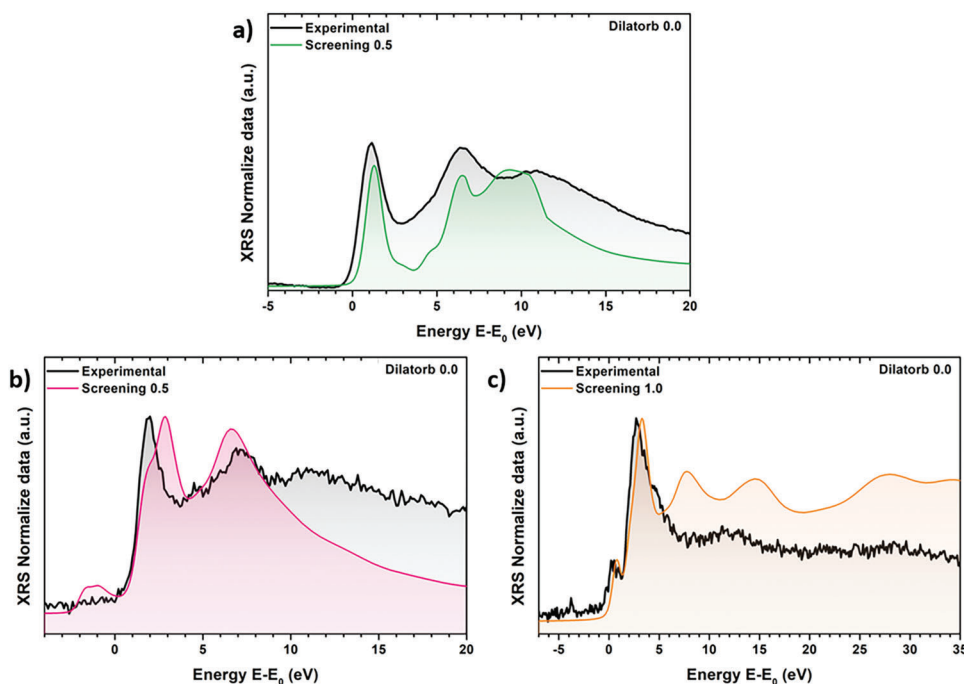 a)
Experimental
Screening 0.5
Dilatorb 0.0
XRS Normalize data (a.u.)
-5 0 5 10 15 20
Energy E-E₀ (eV)
b)
Experimental
Screening 0.5
Dilatorb 0.0
XRS Normalize data (a.u.)
0 5 10 15 20
Energy E-E₀ (eV)
c)
Experimental
Screening 1.0
Dilatorb 0.0
XRS Normalize data (a.u.)
-5 0 5 10 15 20 25 30 35
Energy E-E₀ (eV)